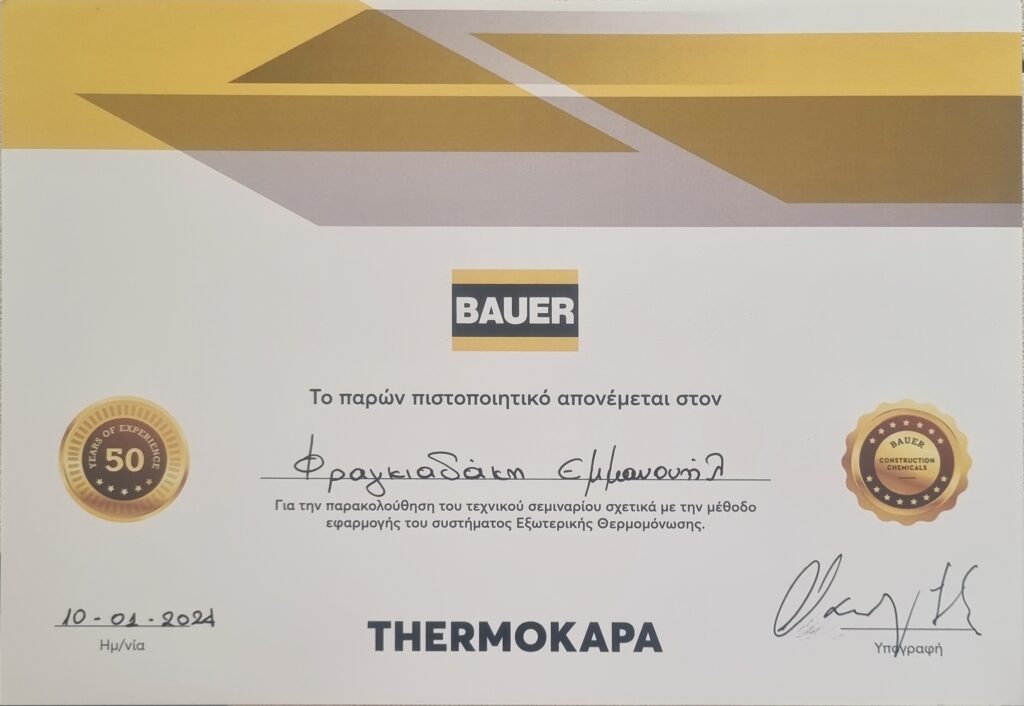 BAUER
Το παρών πιστοποιητικό απονέμεται στον
Φραγκιαδάκη Εμμανουήλ
Για την παρακολούθηση του τεχνικού σεμιναρίου σχετικά με την μέθοδο
εφαρμογής του συστήματος Εξωτερικής Θερμομόνωσης.
YEARS OF EXPERIENCE
50
BAUER
CONSTRUCTION
CHEMICALS
10-01-2024
Ημ/νία
THERMOKAPA
Υπογραφή